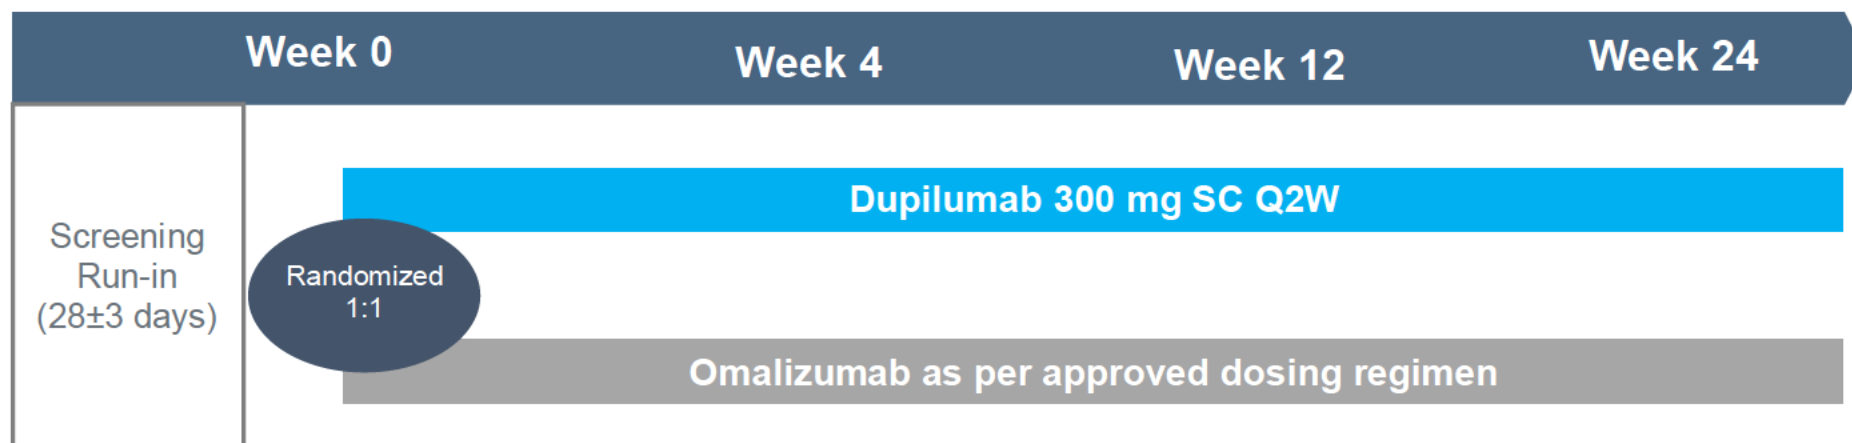 Week 0
Week 4
Week 12
Week 24
Screening
Run-in
(28±3 days)
Dupilumab 300 mg SC Q2W
Randomized
1:1
Omalizumab as per approved dosing regimen